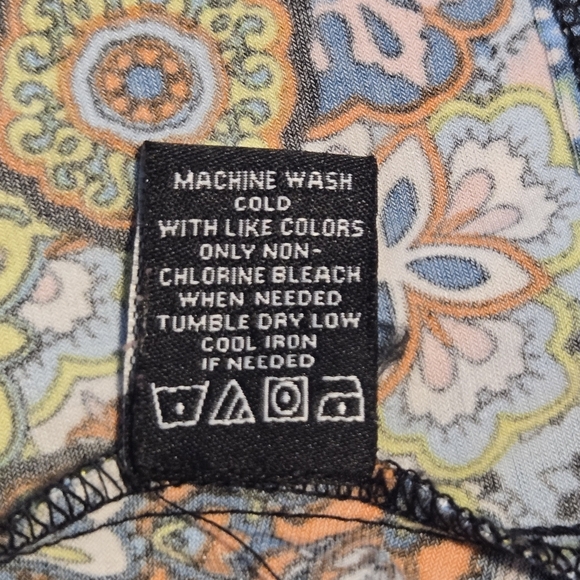 MACHINE WASH
COLD
WITH LIKE COLORS
ONLY NON-
CHLORINE BLEACH
WHEN NEEDED
TUMBLE DRY LOW
COOL IRON
IF NEEDED